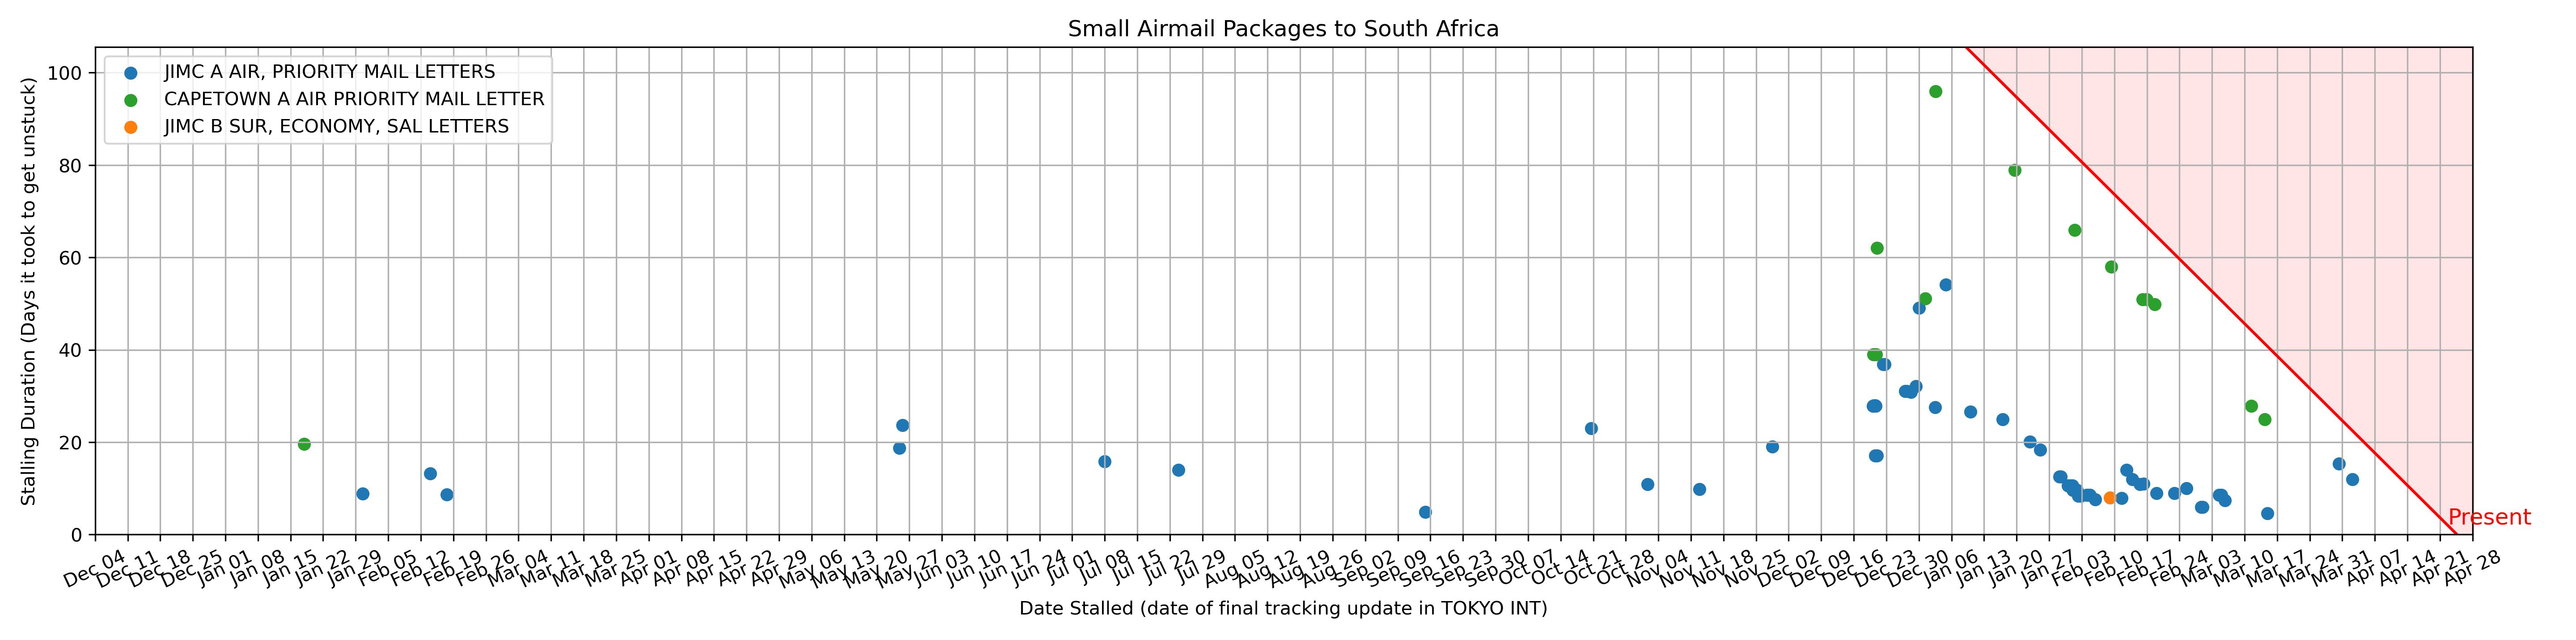 Small Airmail Packages to South Africa
JIMC A AIR, PRIORITY MAIL LETTERS
CAPETOWN A AIR PRIORITY MAIL LETTER
JIMC B SUR, ECONOMY, SAL LETTERS
Stalling Duration (Days it took to get unstuck)
100
80
60
40
20
0
Present
Dec 04
Dec 11
Dec 18
Dec 25
Jan 01
Jan 08
Jan 15
Jan 22
Jan 29
Feb 05
Feb 12
Feb 19
Feb 26
Mar 04
Mar 11
Mar 18
Mar 25
Apr 01
Apr 08
Apr 15
Apr 22
Apr 29
May 06
May 13
May 20
May 27
Jun 03
Jun 10
Jun 17
Jun 24
Jul 01
Jul 08
Jul 15
Jul 22
Jul 29
Aug 05
Aug 12
Aug 19
Aug 26
Sep 02
Sep 09
Sep 16
Sep 23
Sep 30
Oct 07
Oct 14
Oct 21
Oct 28
Nov 04
Nov 11
Nov 18
Nov 25
Dec 02
Dec 09
Dec 16
Dec 23
Dec 30
Jan 06
Jan 13
Jan 20
Jan 27
Feb 03
Feb 10
Feb 17
Feb 24
Mar 03
Mar 10
Mar 17
Mar 24
Mar 31
Apr 07
Apr 14
Apr 21
Apr 28
Date Stalled (date of final tracking update in TOKYO INT)